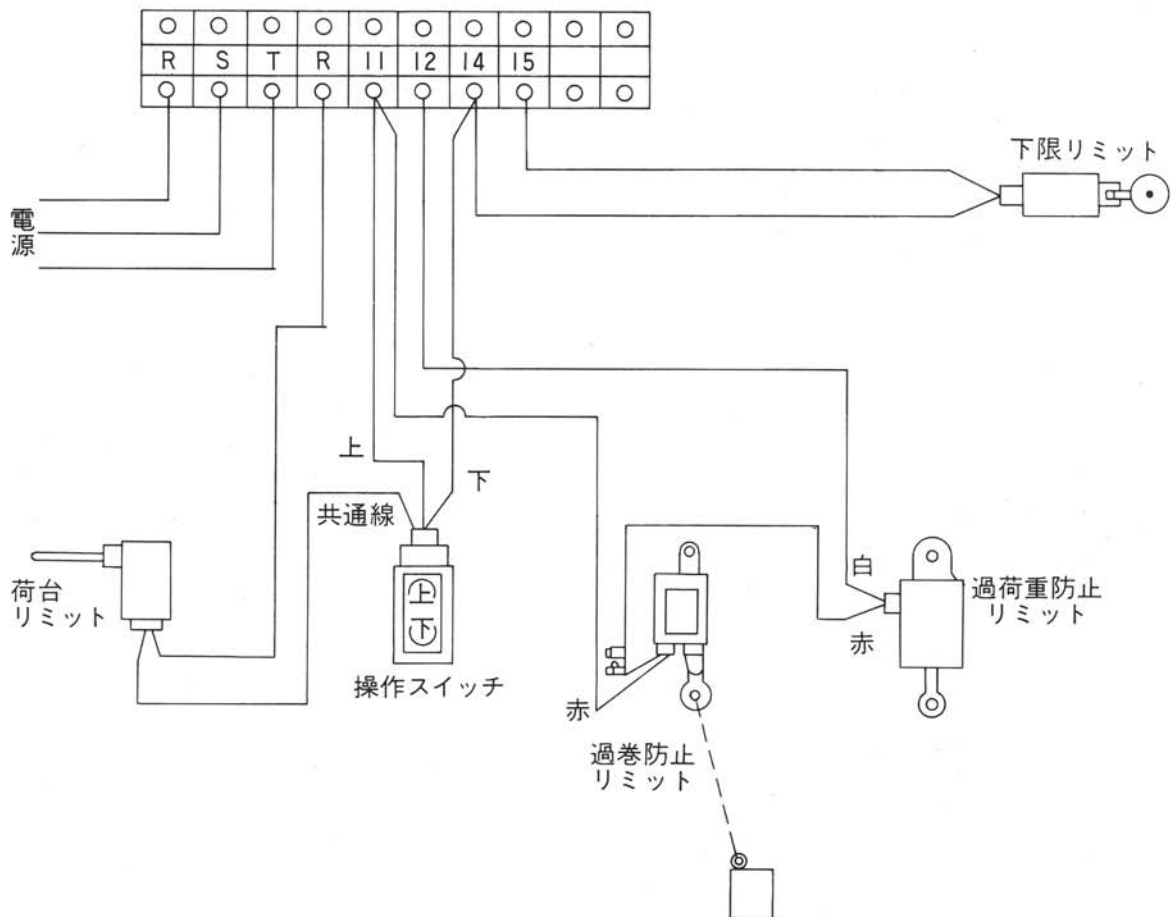 R S T R 11 12 14 15
下限リミット
電
源
上
下
共通線
荷台
リミット
上
下
操作スイッチ
白
過荷重防止
リミット
赤
赤
過巻防止
リミット